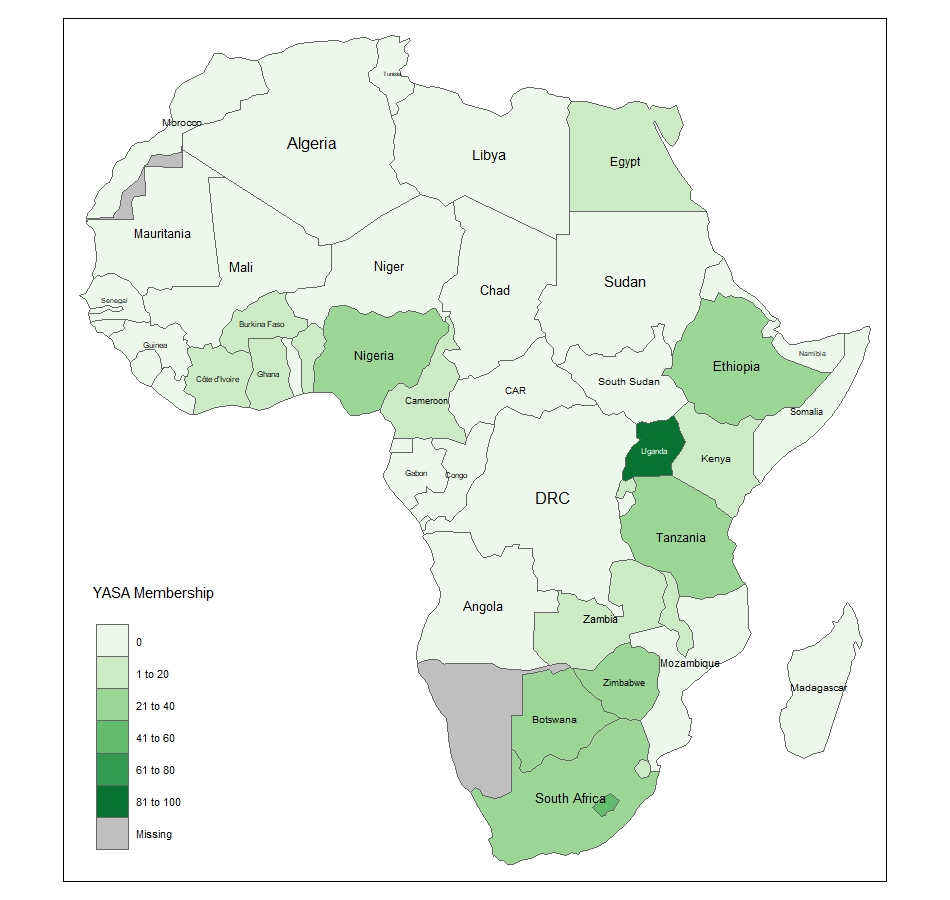 Tunisia
Morocco
Algeria
Libya
Egypt
Mauritania
Mali
Niger
Chad
Sudan
Senegal
Burkina Faso
Guinea
Nigeria
Namibia
Côte d'Ivoire
Ghana
Ethiopia
South Sudan
CAR
Cameroon
Somalia
Uganda
Kenya
Gabon
Congo
DRC
Tanzania
Angola
Zambia
Mozambique
Zimbabwe
Madagascar
Botswana
South Africa
YASA Membership
0
1 to 20
21 to 40
41 to 60
61 to 80
81 to 100
Missing